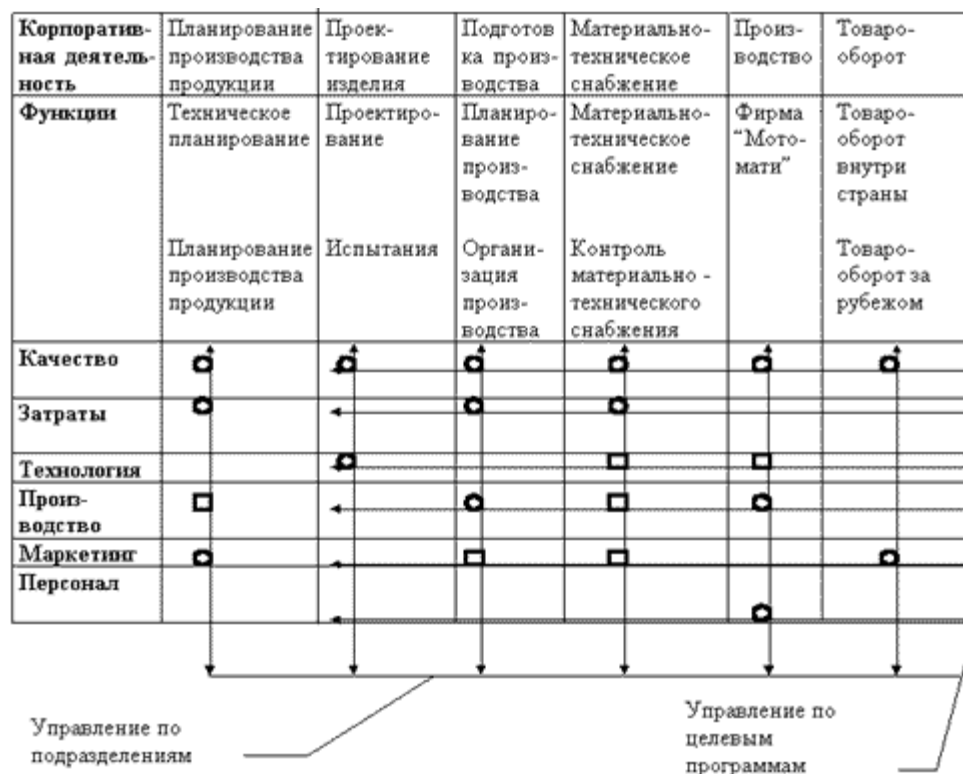 Корпоратив-
ная деятель-
ность
Планирование
производства
продукции
Проек-
тирование
изделия
Подготов
ка произ-
водства
Материально-
техническое
снабжение
Произ-
водство
Товаро-
оборот
Функции
Техническое
планирование
Проектиро-
вание
Планиро-
вание
произ-
водства
Материально-
техническое
снабжение
Фирма
“Мото-
мати”
Товаро-
оборот
внутри
страны
Планирование
производства
продукции
Испытания
Органи-
зация
произ-
водства
Контроль
материально -
технического
снабжения
Товаро-
оборот за
рубежом
Качество
Затраты
Технология
Произ-
водство
Маркетинг
Персонал
Управление по
подразделениям
Управление по
целевым
программам